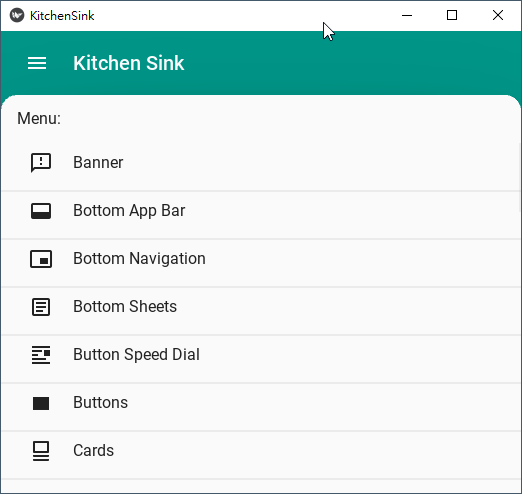 KitchenSink
Kitchen Sink
Menu:
Banner
Bottom App Bar
Bottom Navigation
Bottom Sheets
Button Speed Dial
Buttons
Cards